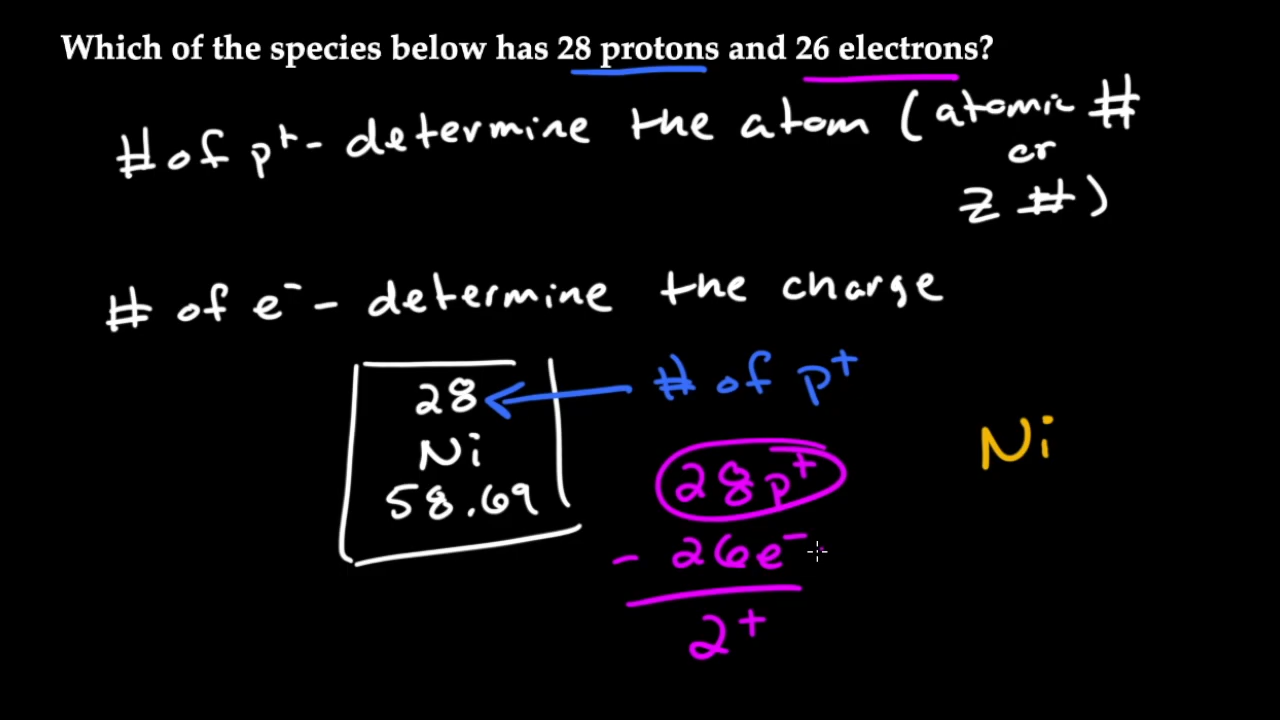 Which of the species below has 28 protons and 26 electrons?
# of p⁺ - determine the atom (atomic #
or
Z #)
# of e⁻ - determine the charge
28
Ni
58.69
# of p⁺
28p⁺
- 26e⁻
2⁺
Ni